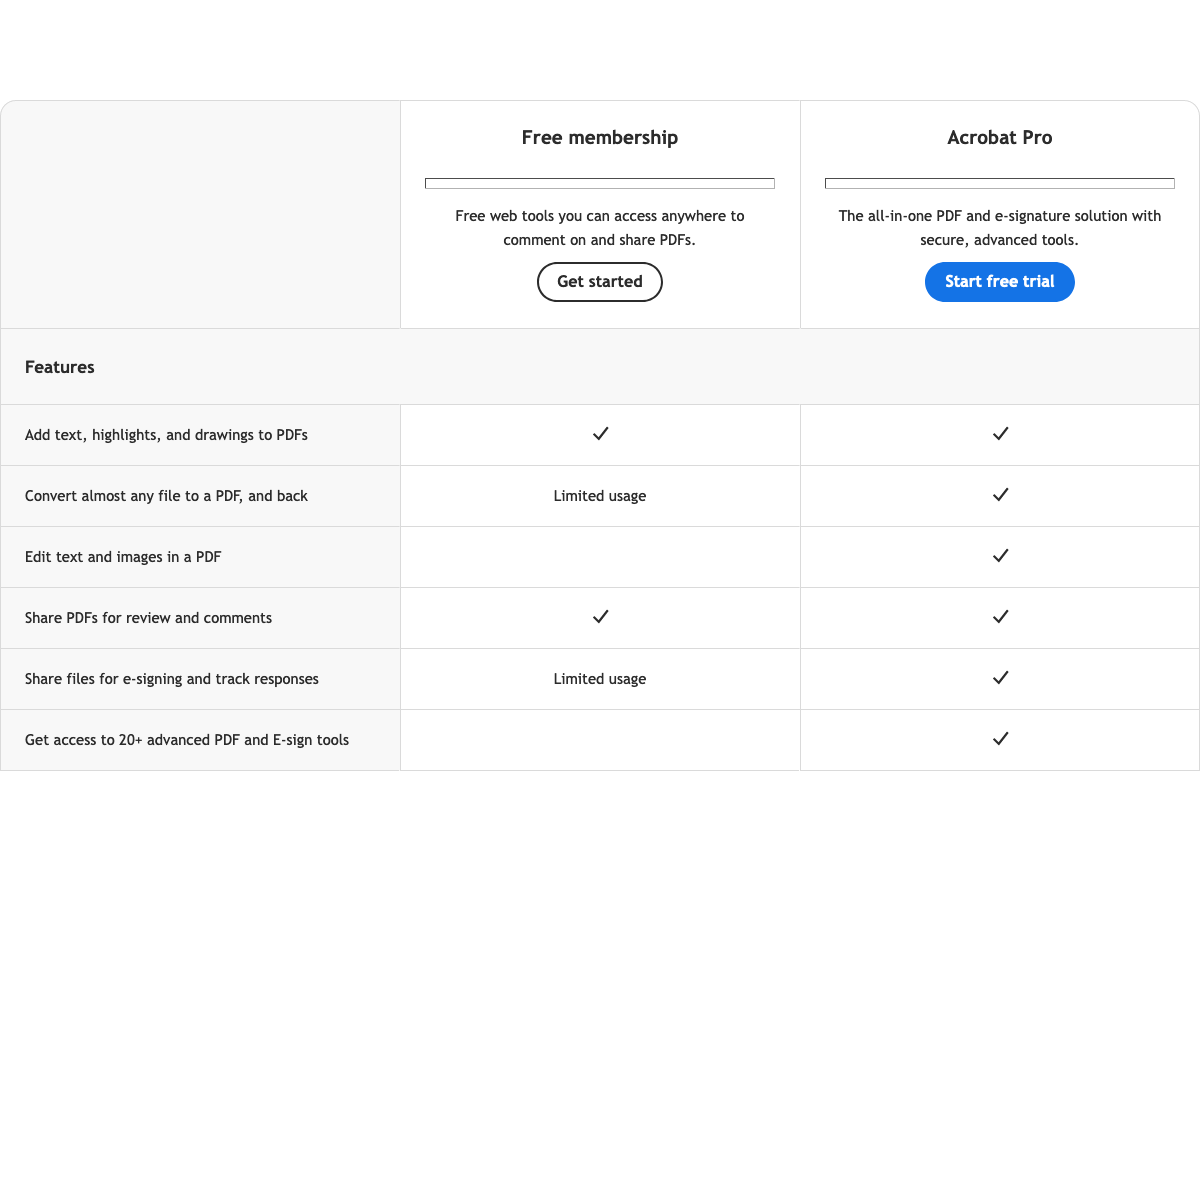 Free membership
Acrobat Pro
Free web tools you can access anywhere to
comment on and share PDFs.
The all-in-one PDF and e-signature solution with
secure, advanced tools.
Get started
Start free trial
Features
Add text, highlights, and drawings to PDFs
Convert almost any file to a PDF, and back
Limited usage
Edit text and images in a PDF
Share PDFs for review and comments
Share files for e-signing and track responses
Limited usage
Get access to 20+ advanced PDF and E-sign tools